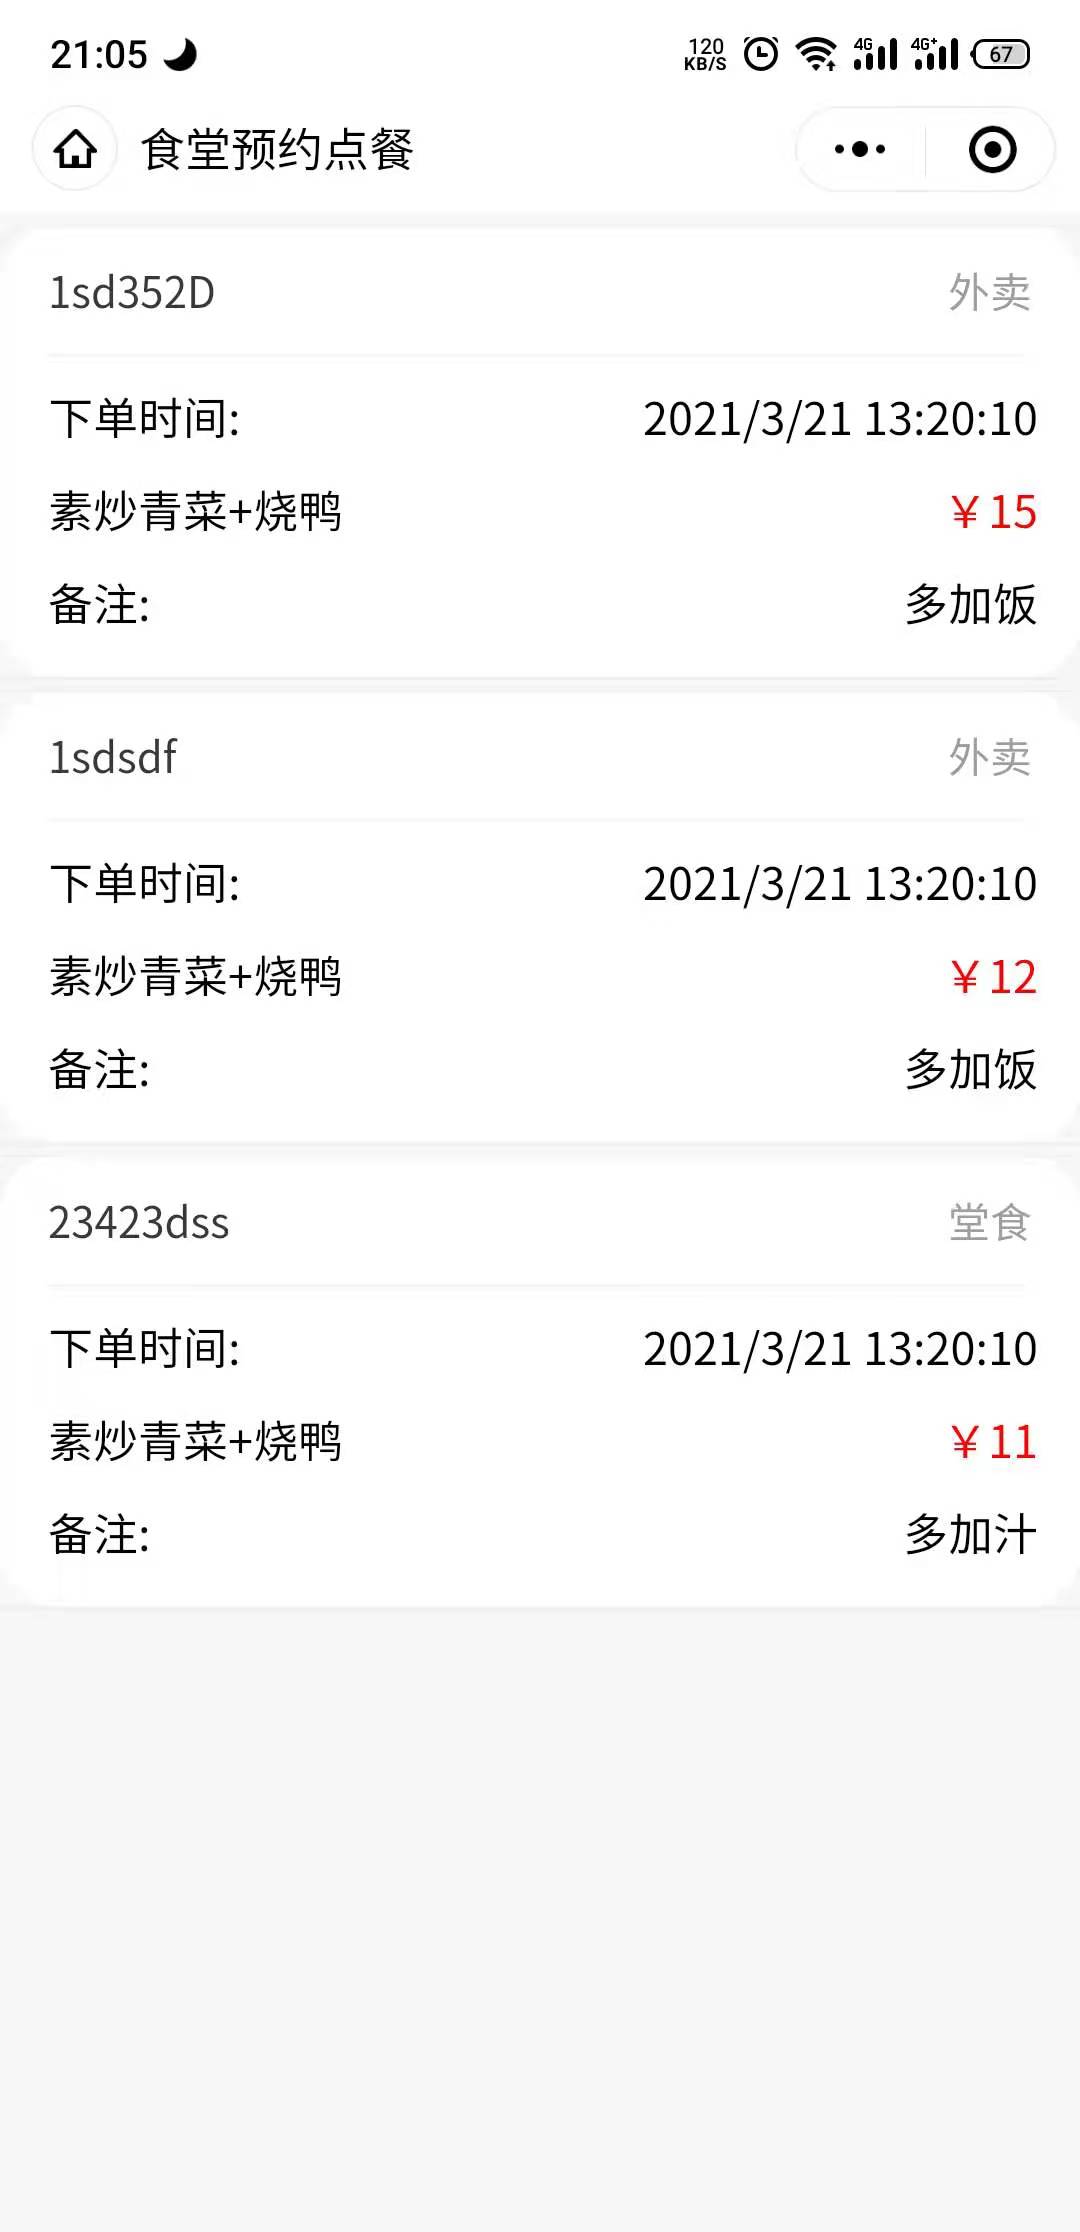 21:05
120 KB/S 4G 4G+ 67
食堂预约点餐
1sd352D 外卖
下单时间: 2021/3/21 13:20:10
素炒青菜+烧鸭 ￥15
备注: 多加饭
1sdsdf 外卖
下单时间: 2021/3/21 13:20:10
素炒青菜+烧鸭 ￥12
备注: 多加饭
23423dss 堂食
下单时间: 2021/3/21 13:20:10
素炒青菜+烧鸭 ￥11
备注: 多加汁